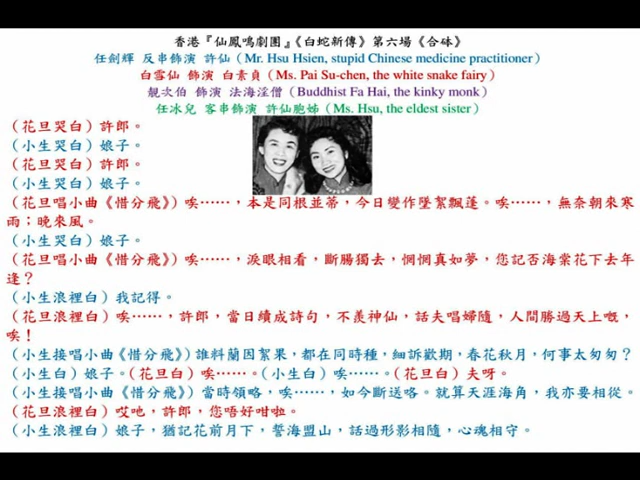 香港『仙鳳鳴劇團』《白蛇新傳》第六場《合砵》
任劍輝 反串飾演 許仙（Mr. Hsu Hsien, stupid Chinese medicine practitioner）
白雪仙 飾演 白素貞（Ms. Pai Su-chen, the white snake fairy）
靚次伯 飾演 法海淫僧（Buddhist Fa Hai, the kinky monk）
任冰兒 客串飾演 許仙胞姊（Ms. Hsu, the eldest sister）
（花旦哭白）許郎。
（小生哭白）娘子。
（花旦哭白）許郎。
（小生哭白）娘子。
（花旦唱小曲《惜分飛》）唉……，本是同根並蒂，今日變作墜絮飄蓬。唉……，無奈朝來寒
雨；晚來風。
（小生哭白）娘子。
（花旦唱小曲《惜分飛》）唉……，淚眼相看，斷腸獨去，惘惘真如夢，您記否海棠花下去年
逢？
（小生浪裡白）我記得。
（花旦浪裡白）唉……，許郎，當日續成詩句，不羨神仙，話夫唱婦隨，人間勝過天上嘅，
唉！
（小生接唱小曲《惜分飛》）誰料蘭因絮果，都在同時種，細訴歡期，春花秋月，何事太匆匆？
（小生白）娘子。（花旦白）唉……。（小生白）唉……。（花旦白）夫呀。
（小生接唱小曲《惜分飛》）當時領略，唉……，如今斷送咯。就算天涯海角，我亦要相從。
（花旦浪裡白）哎吔，許郎，您唔好咁啦。
（小生浪裡白）娘子，猶記花前月下，誓海盟山，話過形影相隨，心魂相守。